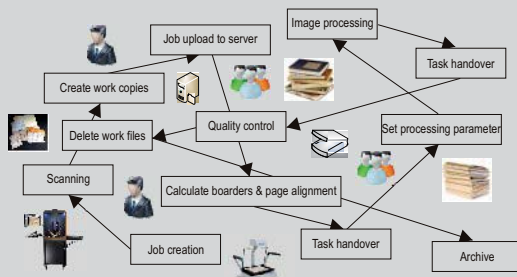 Image processing
Job upload to server
Task handover
Create work copies
Delete work files
Quality control
Set processing parameter
Scanning
Calculate boarders & page alignment
Job creation
Task handover
Archive